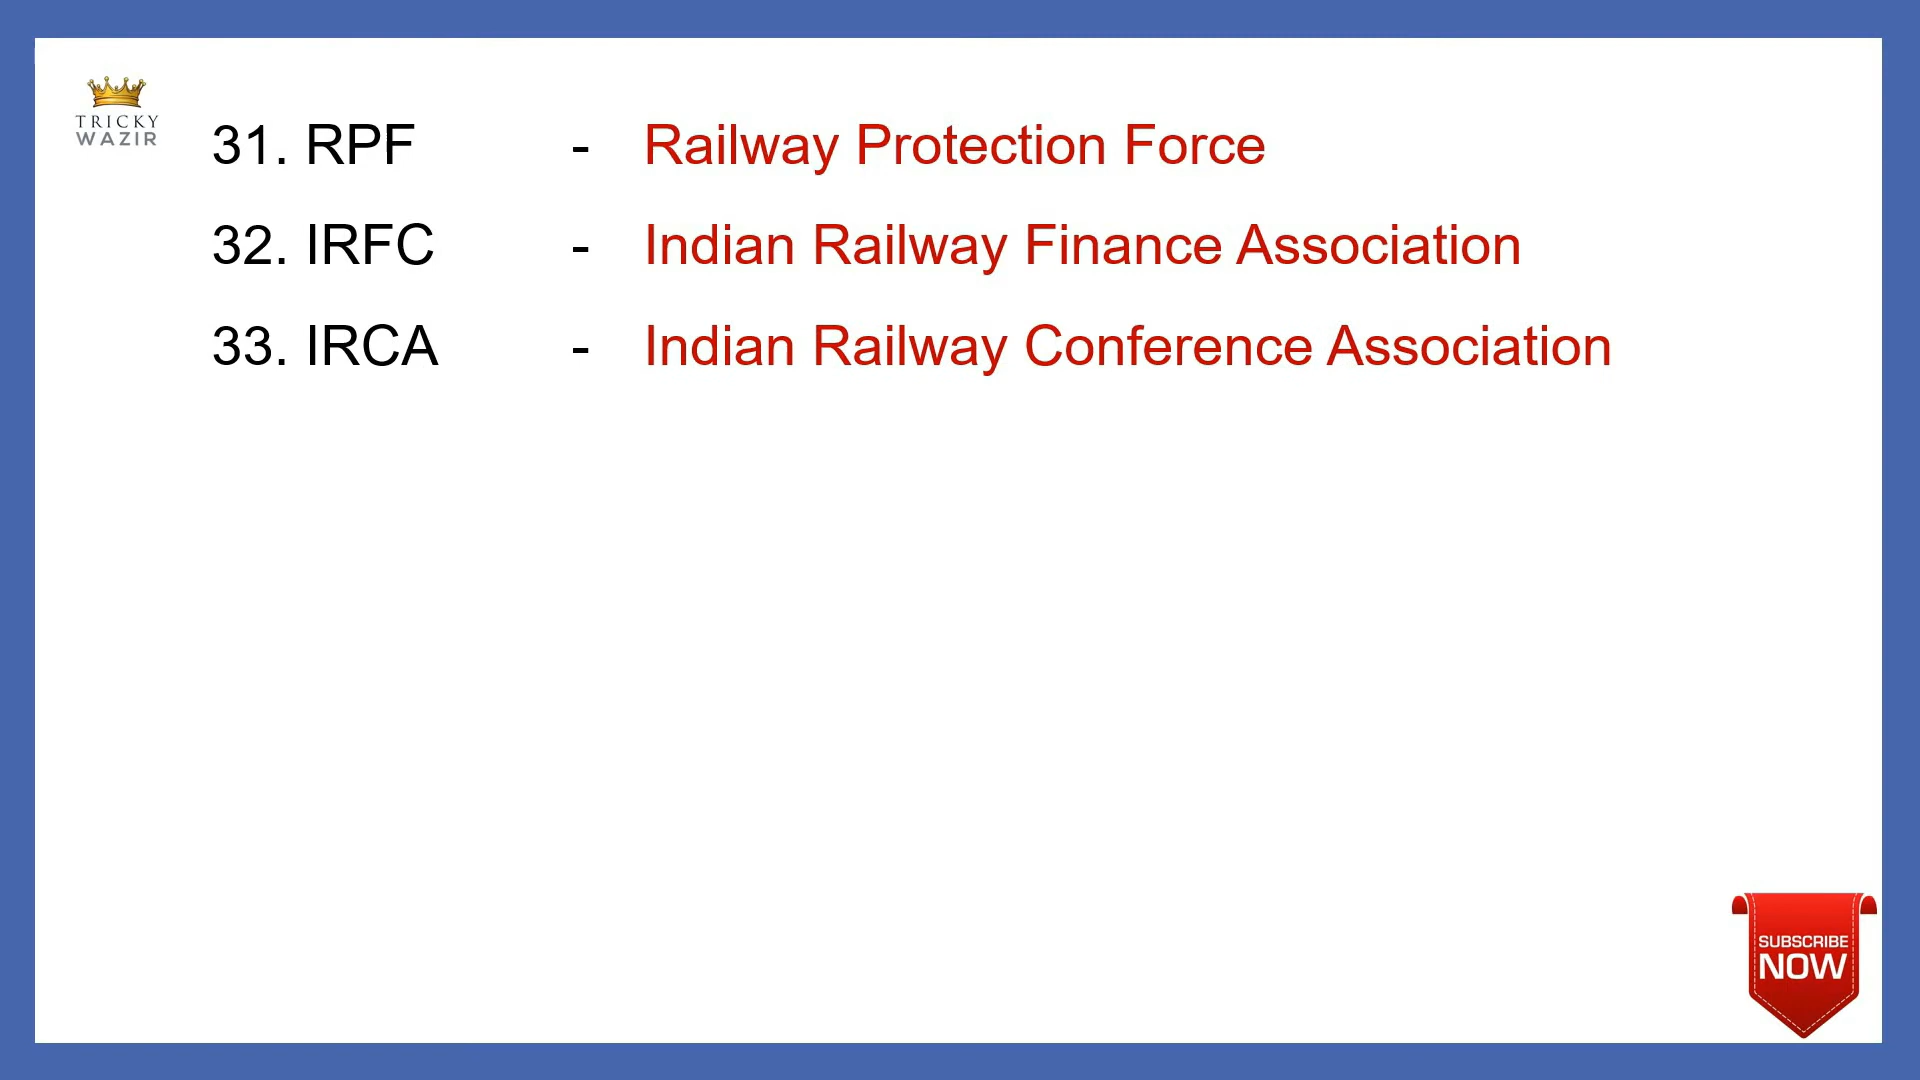 TRICKY
WAZIR
31. RPF - Railway Protection Force
32. IRFC - Indian Railway Finance Association
33. IRCA - Indian Railway Conference Association
SUBSCRIBE
NOW